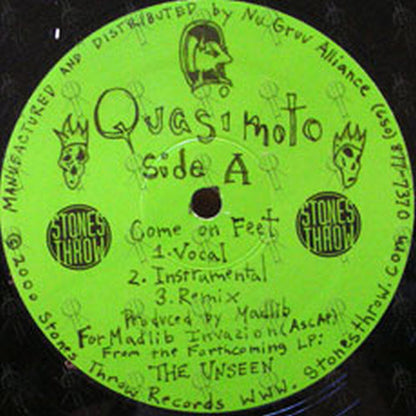 MANUFACTURED AND DISTRIBUTED by Nu Gruv Alliance (650) 877-7370
Quasimoto
Side A
STONES THROW
STONES THROW
Come on Feet
1. Vocal
2. Instrumental
3. Remix
Produced by Madlib
For Madlib Invazion (AscAP)
From the Forthcoming LP:
THE UNSEEN
© 2000 Stones Throw Records www.Stonesthrow.com